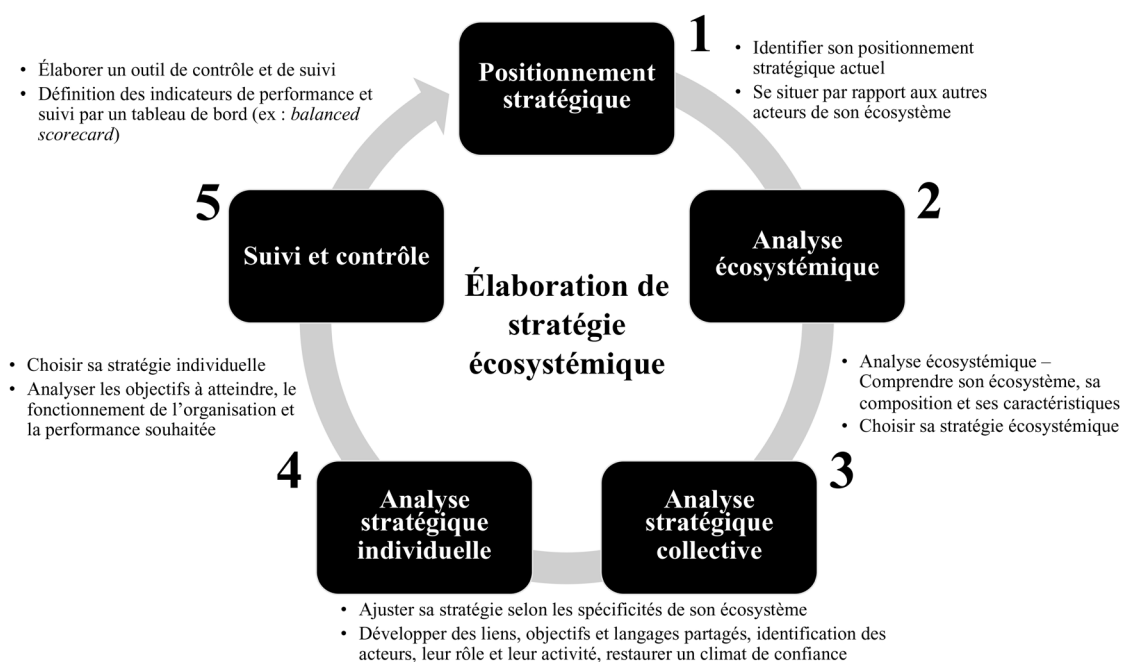 1
Positionnement
stratégique
• Identifier son positionnement
stratégique actuel
• Se situer par rapport aux autres
acteurs de son écosystème
2
Analyse
écosystémique
• Analyse écosystémique –
Comprendre son écosystème, sa
composition et ses caractéristiques
• Choisir sa stratégie écosystémique
3
Analyse
stratégique
collective
• Ajuster sa stratégie selon les spécificités de son écosystème
• Développer des liens, objectifs et langages partagés, identification des
acteurs, leur rôle et leur activité, restaurer un climat de confiance
4
Analyse
stratégique
individuelle
• Choisir sa stratégie individuelle
• Analyser les objectifs à atteindre, le
fonctionnement de l’organisation et
la performance souhaitée
5
Suivi et contrôle
• Élaborer un outil de contrôle et de suivi
• Définition des indicateurs de performance et
suivi par un tableau de bord (ex : balanced
scorecard)
Élaboration de
stratégie
écosystémique